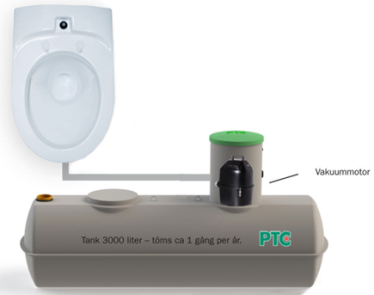 Vakuummotor
Tank 3000 liter – töms ca 1 gång per år. PTC